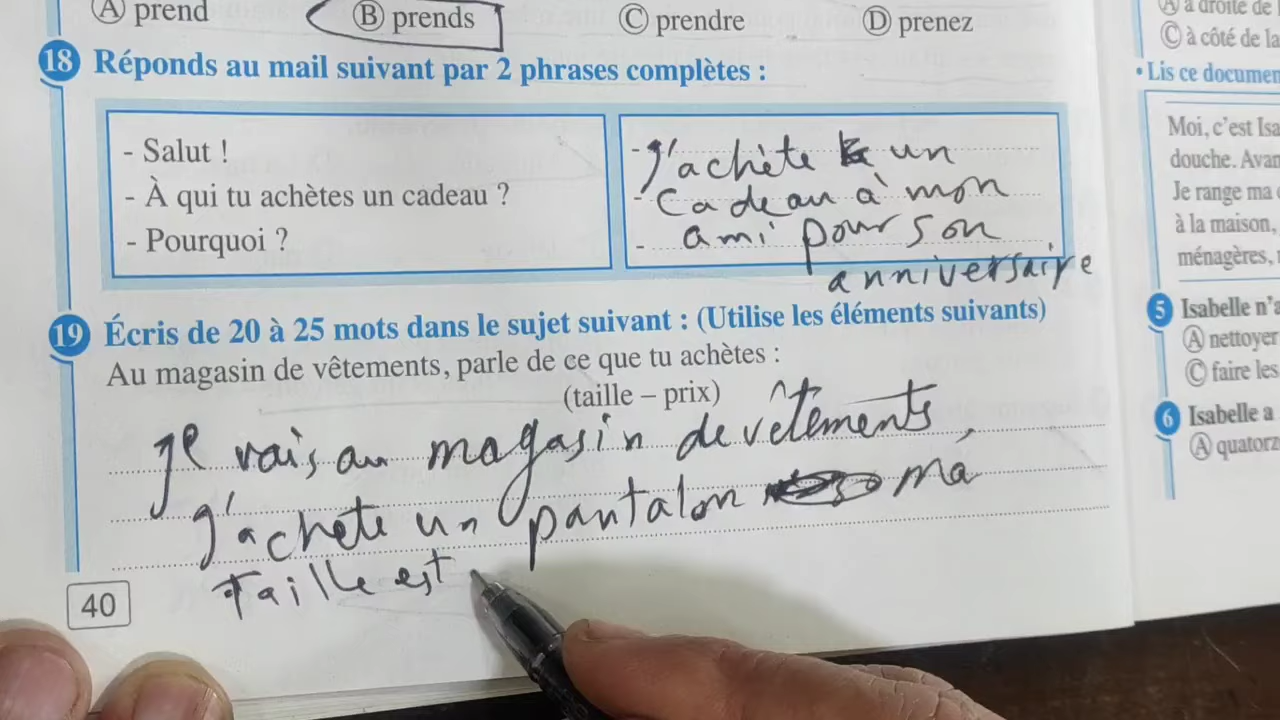 Ⓐ prend Ⓑ prends Ⓒ prendre Ⓓ prenez
18 Réponds au mail suivant par 2 phrases complètes :
- Salut !
- À qui tu achètes un cadeau ?
- Pourquoi ?
- J'achète un
- cadeau à mon
- ami pour son
anniversaire
19 Écris de 20 à 25 mots dans le sujet suivant : (Utilise les éléments suivants)
Au magasin de vêtements, parle de ce que tu achètes :
(taille – prix)
Je vais au magasin de vêtements,
J'achète un pantalon ma
Taille est
40
Ⓐ à droite de
Ⓒ à côté de la
• Lis ce documen
Moi, c'est Isa
douche. Avan
Je range ma
à la maison,
ménagères,
5 Isabelle n'a
Ⓐ nettoyer
Ⓒ faire les
6 Isabelle a
Ⓐ quatorz